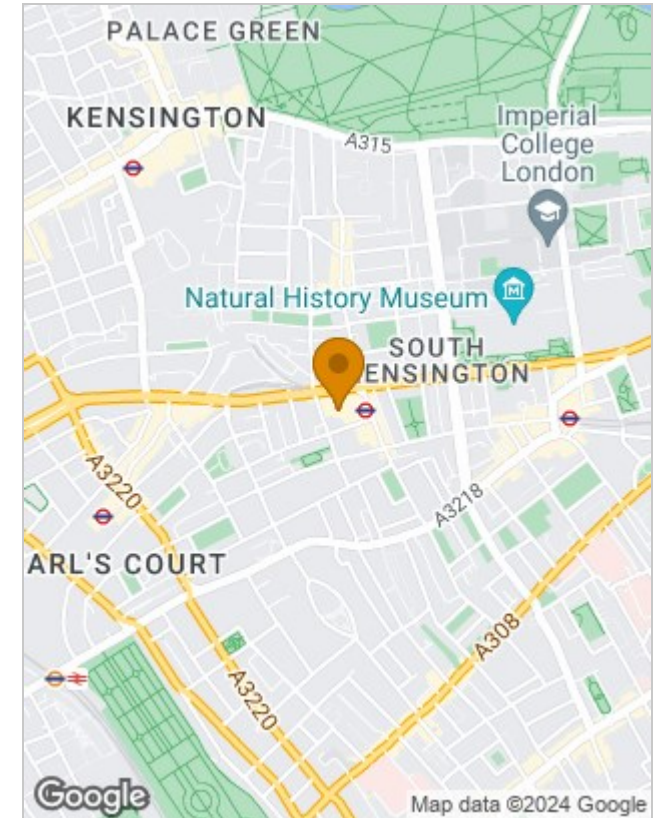 PALACE GREEN
KENSINGTON
Imperial
College
London
A315
Natural History Museum
SOUTH
ENSINGTON
A3220
A3218
ARL'S COURT
A308
A3220
Google
Map data ©2024 Google